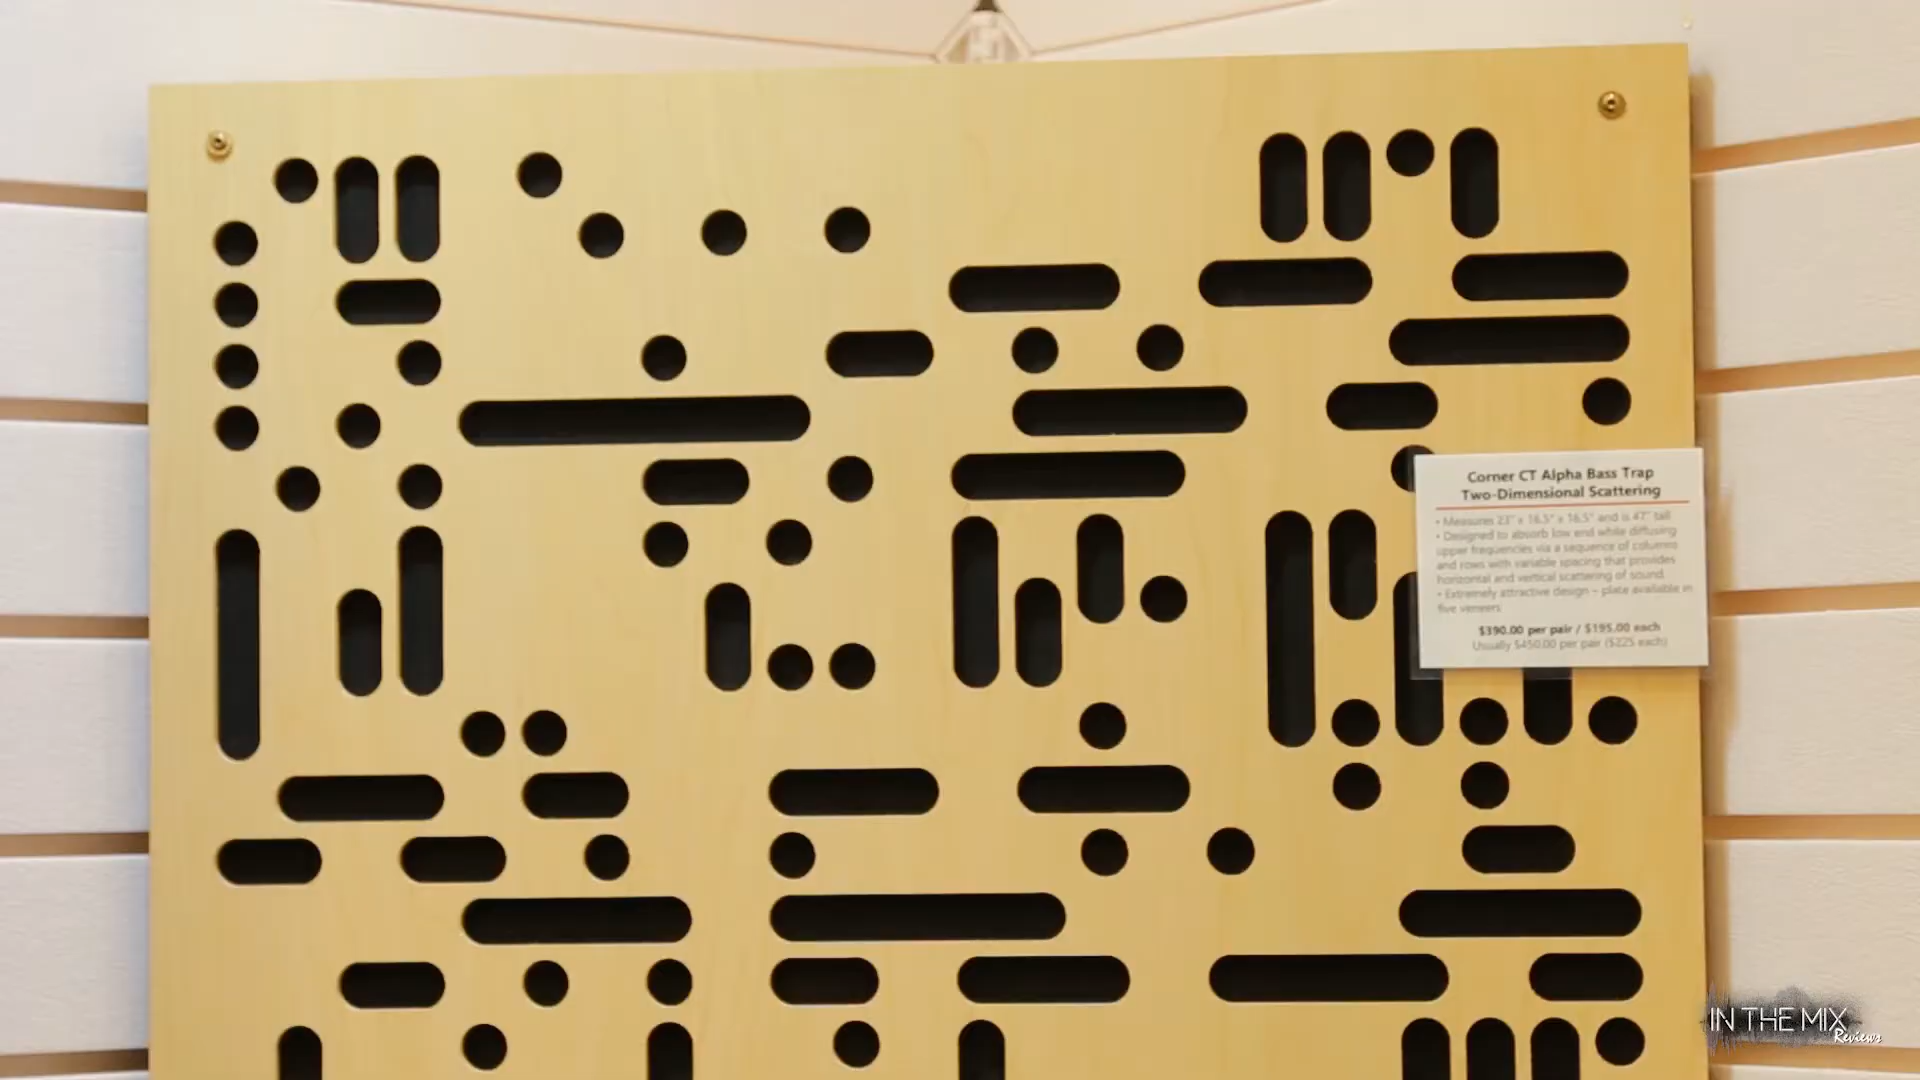 Corner CT Alpha Bass Trap
Two-Dimensional Scattering
• Measures 23" x 16.5" x 16.5" and is 47" tall
• Designed to absorb low end while diffusing
upper frequencies via a sequence of columns
and rows with variable spacing that provides
horizontal and vertical scattering of sound
• Extremely attractive design – plate available in
five veneers
$390.00 per pair / $195.00 each
Usually $450.00 per pair ($225 each)
IN THE MIX
Reviews